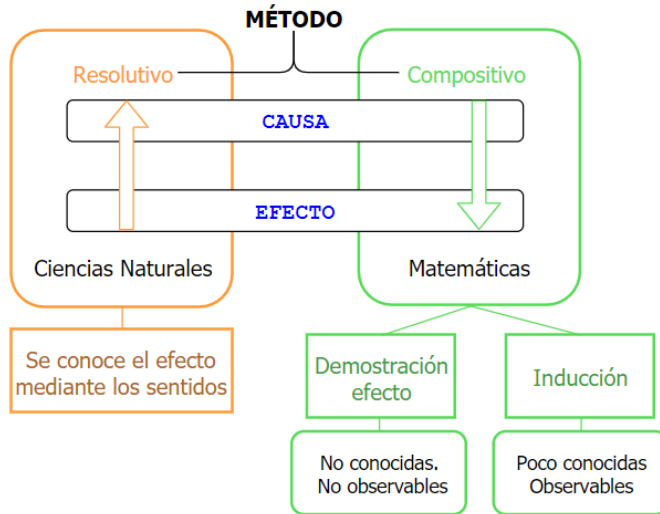 MÉTODO
Resolutivo
Compositivo
CAUSA
EFECTO
Ciencias Naturales
Matemáticas
Se conoce el efecto
mediante los sentidos
Demostración
efecto
Inducción
No conocidas.
No observables
Poco conocidas
Observables